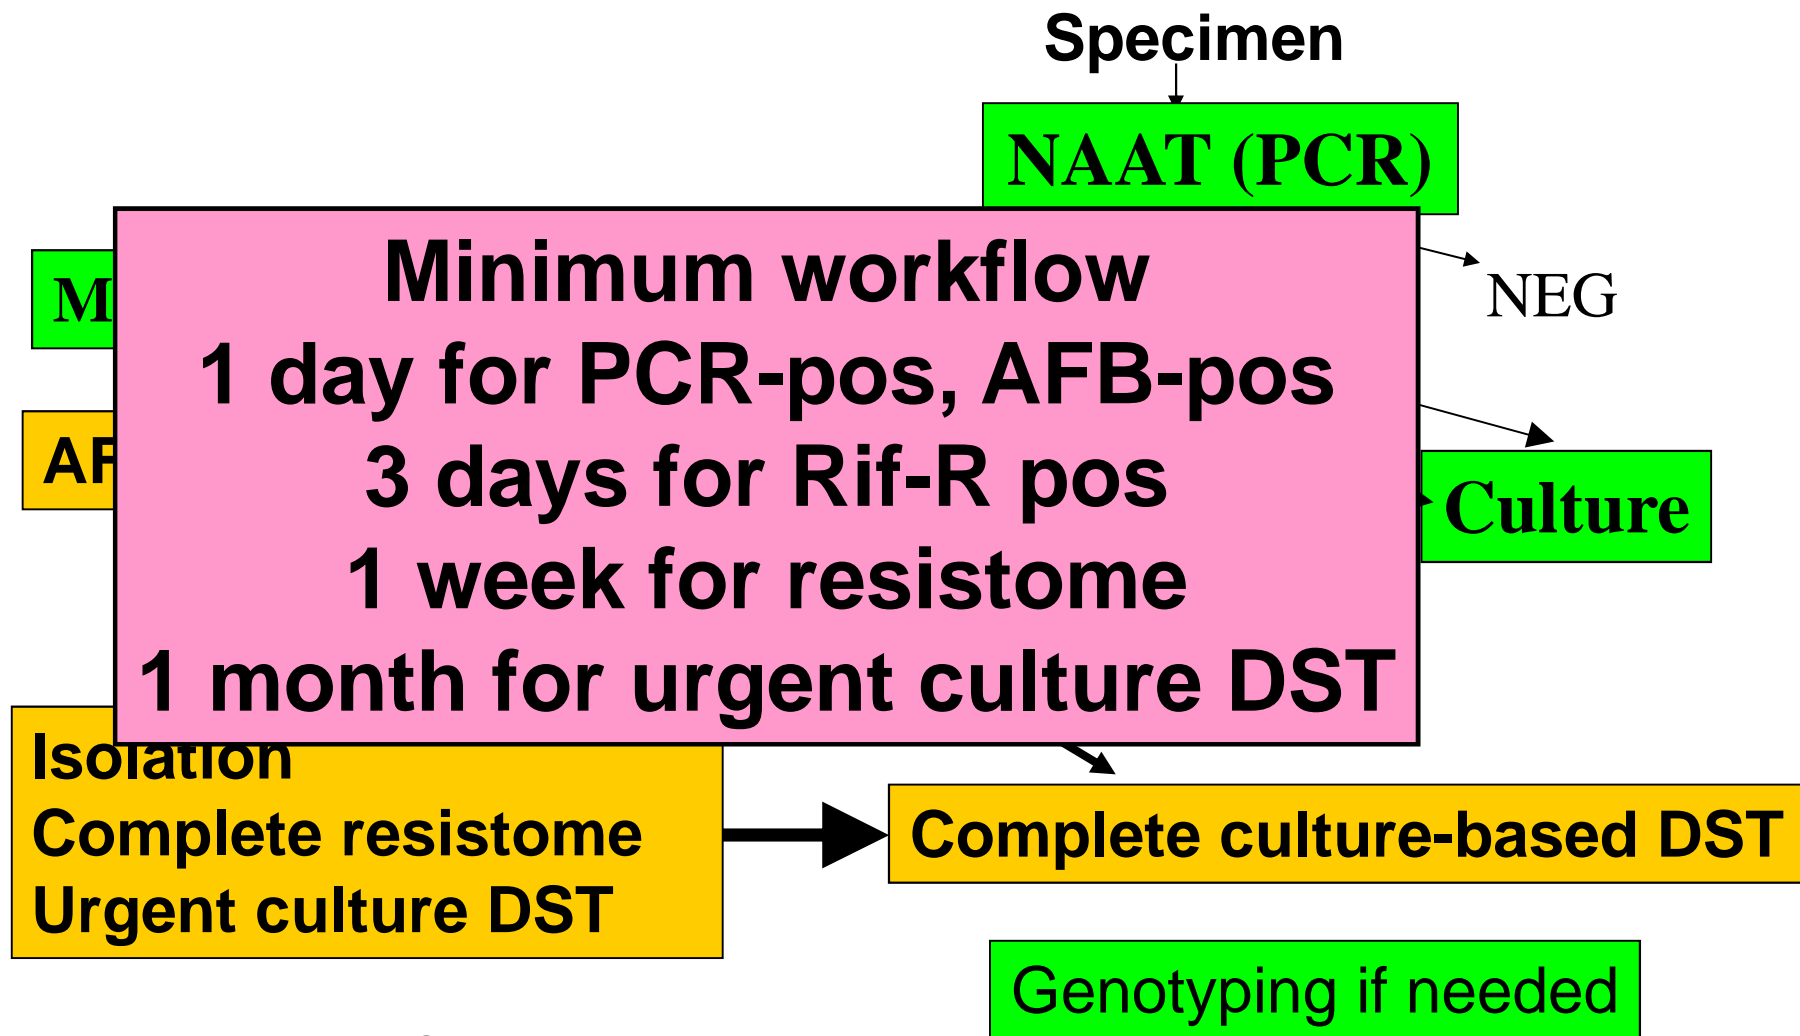 Specimen
NAAT (PCR)
Minimum workflow
1 day for PCR-pos, AFB-pos
3 days for Rif-R pos
1 week for resistome
1 month for urgent culture DST
NEG
Culture
Isolation
Complete resistome
Urgent culture DST
Complete culture-based DST
Genotyping if needed